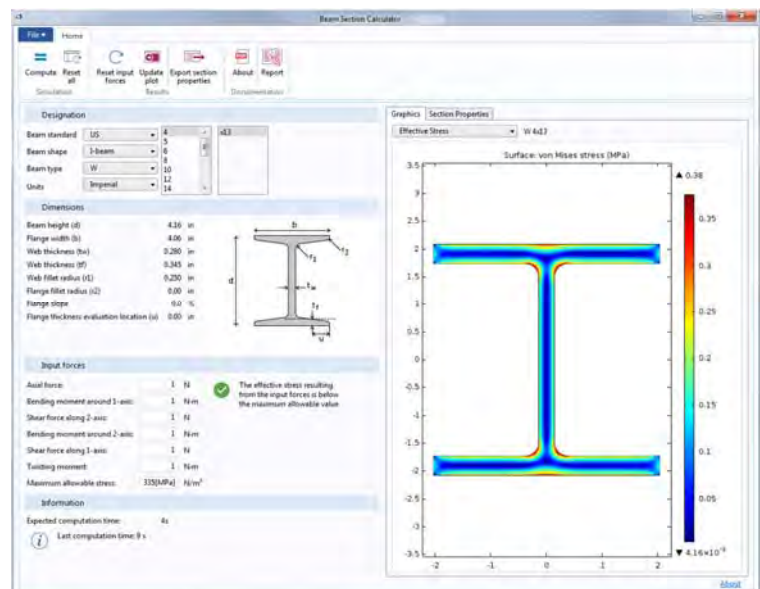 Beam Section Calculator
File ▾ Home
Compute Reset all Reset input forces Update plot Export section properties About Report
Simulation Results Documentation
Designation
Beam standard US
Beam shape I-beam
Beam type W
Units Imperial
4
5
6
8
10
12
14
x13
Dimensions
Beam height (d) 4.16 in
Flange width (b) 4.06 in
Web thickness (tw) 0.280 in
Web thickness (tf) 0.345 in
Web fillet radius (r1) 0.250 in
Flange fillet radius (r2) 0.00 in
Flange slope 0.0 %
Flange thickness evaluation location (u) 0.00 in
b
r1
r2
d
tw
tf
u
Input forces
Axial force: 1 N
Bending moment around 1-axis: 1 N·m
Shear force along 2-axis: 1 N
Bending moment around 2-axis: 1 N·m
Shear force along 1-axis: 1 N
Twisting moment: 1 N·m
Maximum allowable stress: 335[MPa] N/m²
The effective stress resulting
from the input forces is below
the maximum allowable value
Information
Expected computation time: 4s
Last computation time: 9 s
Graphics Section Properties
Effective Stress W 4x13
Surface: von Mises stress (MPa)
3.5
3
2.5
2
1.5
1
0.5
0
-0.5
-1
-1.5
-2
-2.5
-3
-3.5
-2 -1 0 1 2
▲ 0.38
0.35
0.3
0.25
0.2
0.15
0.1
0.05
▼ 4.16×10⁻⁹
About